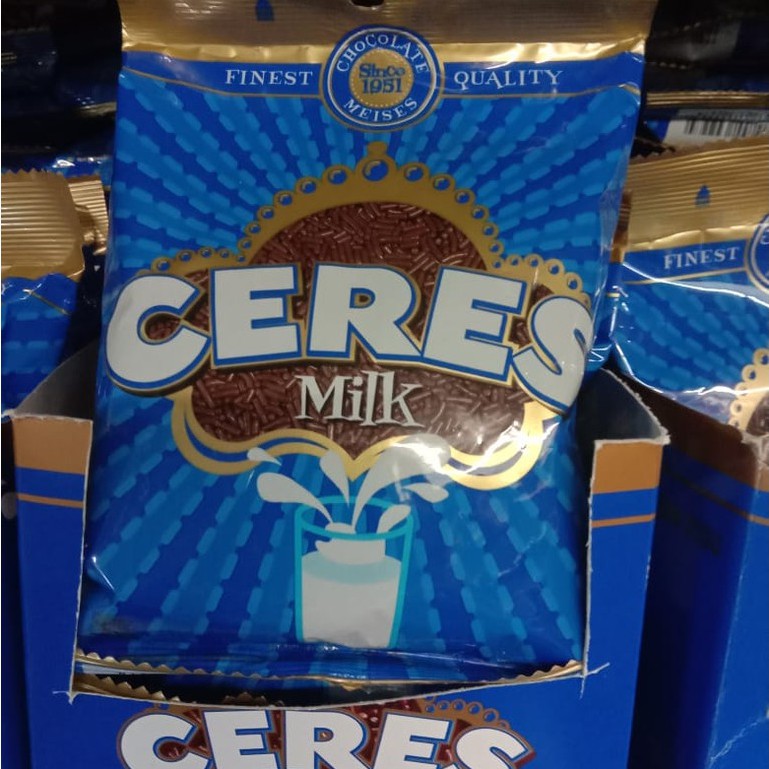 FINEST CHOCOLATE QUALITY
Since
1951
MEISES
CERES
Milk
FINEST
CERES